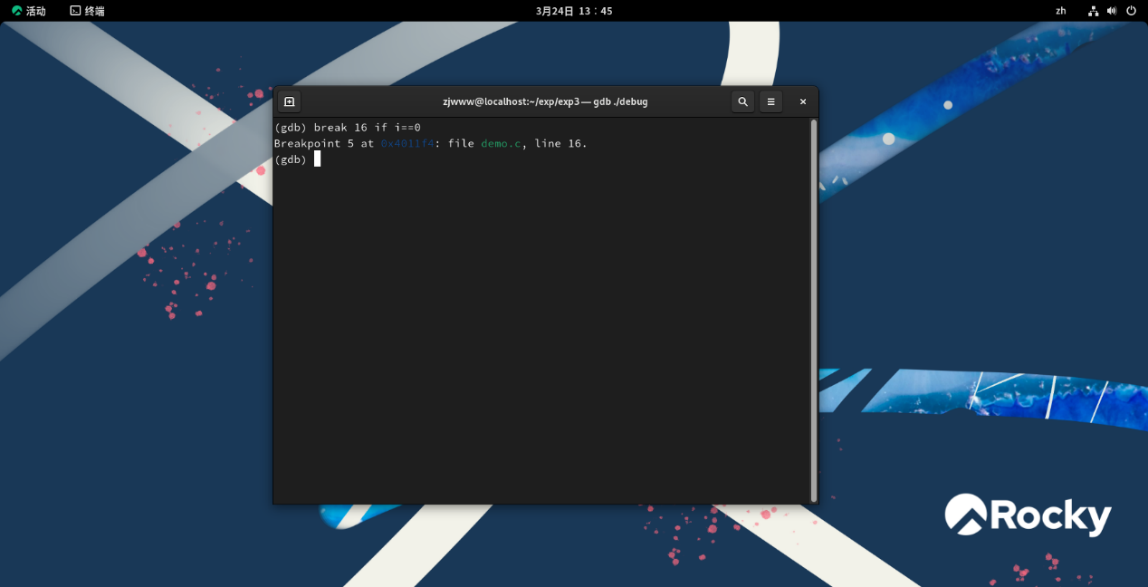 活动 终端 3月24日 13：45 zh
zjwww@localhost:~/exp/exp3 — gdb ./debug
(gdb) break 16 if i==0
Breakpoint 5 at 0x4011f4: file demo.c, line 16.
(gdb)
Rocky